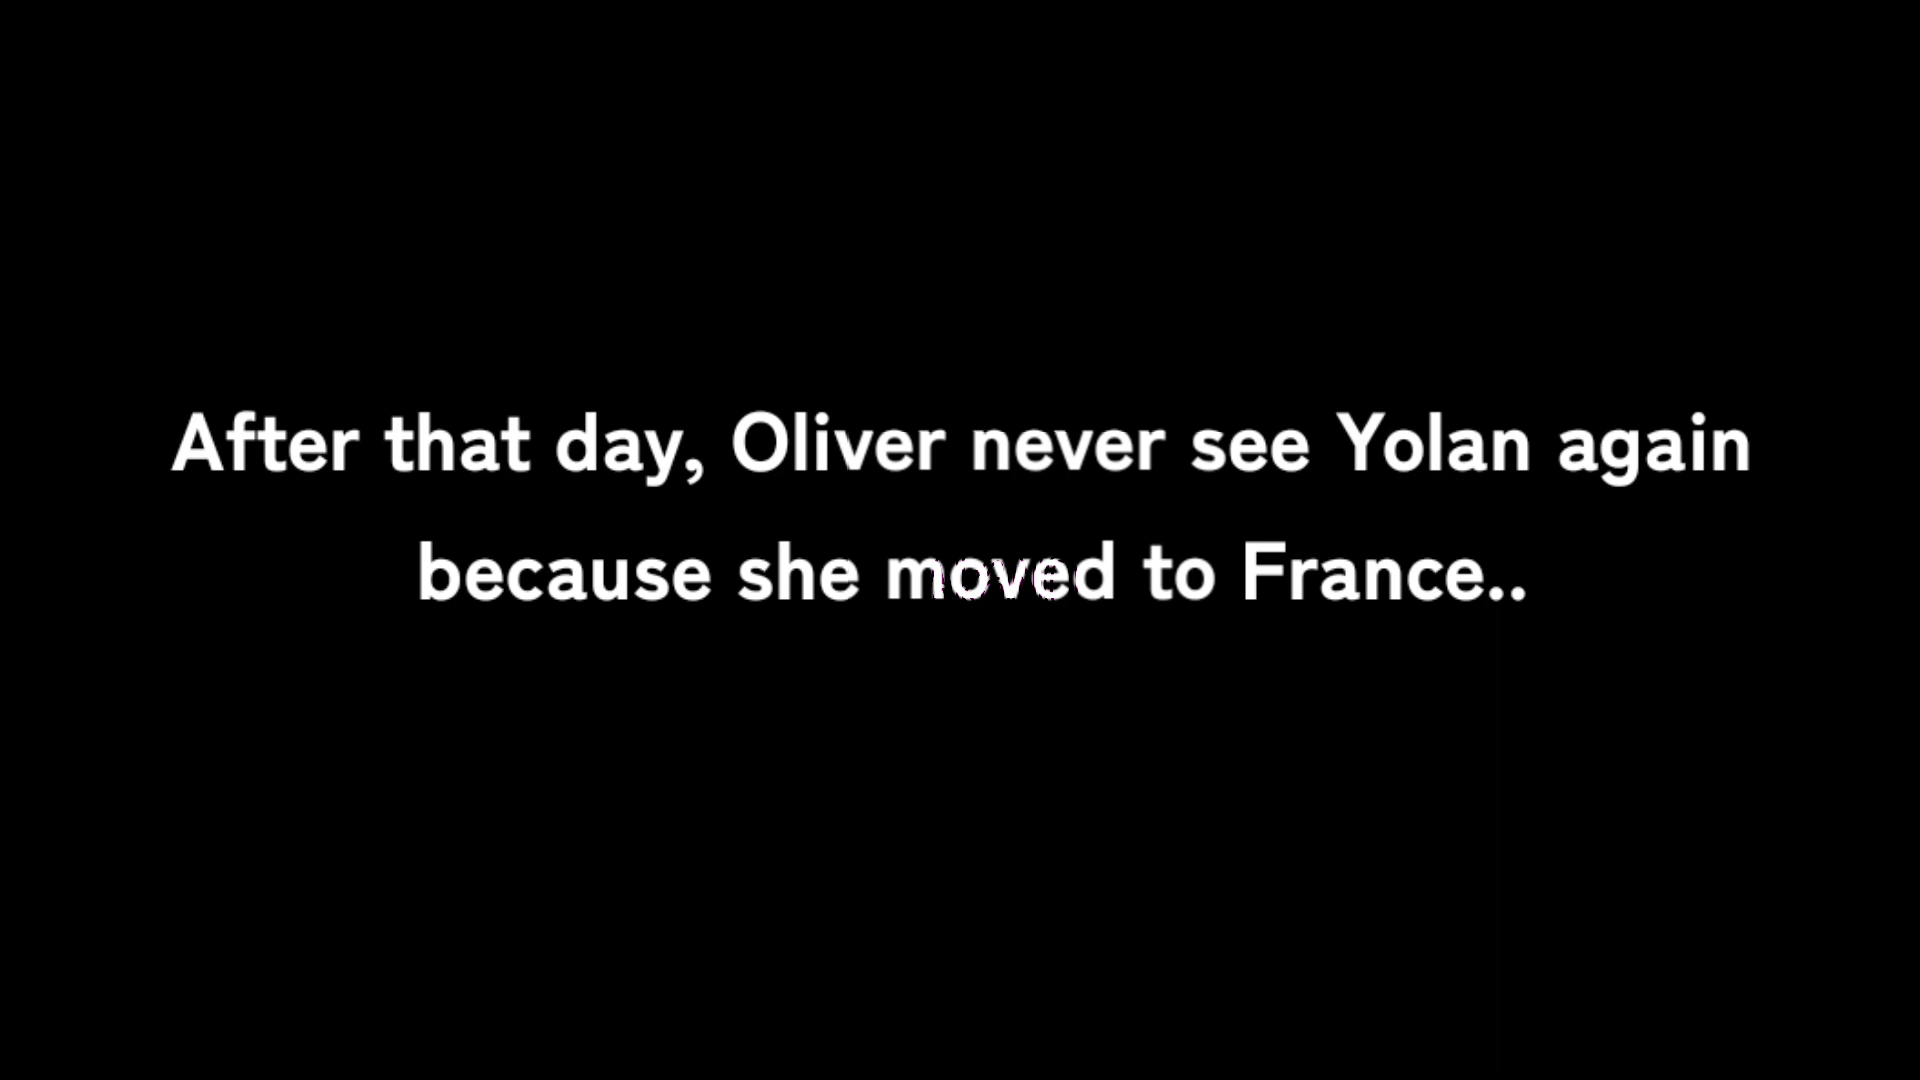 After that day, Oliver never see Yolan again
because she moved to France..